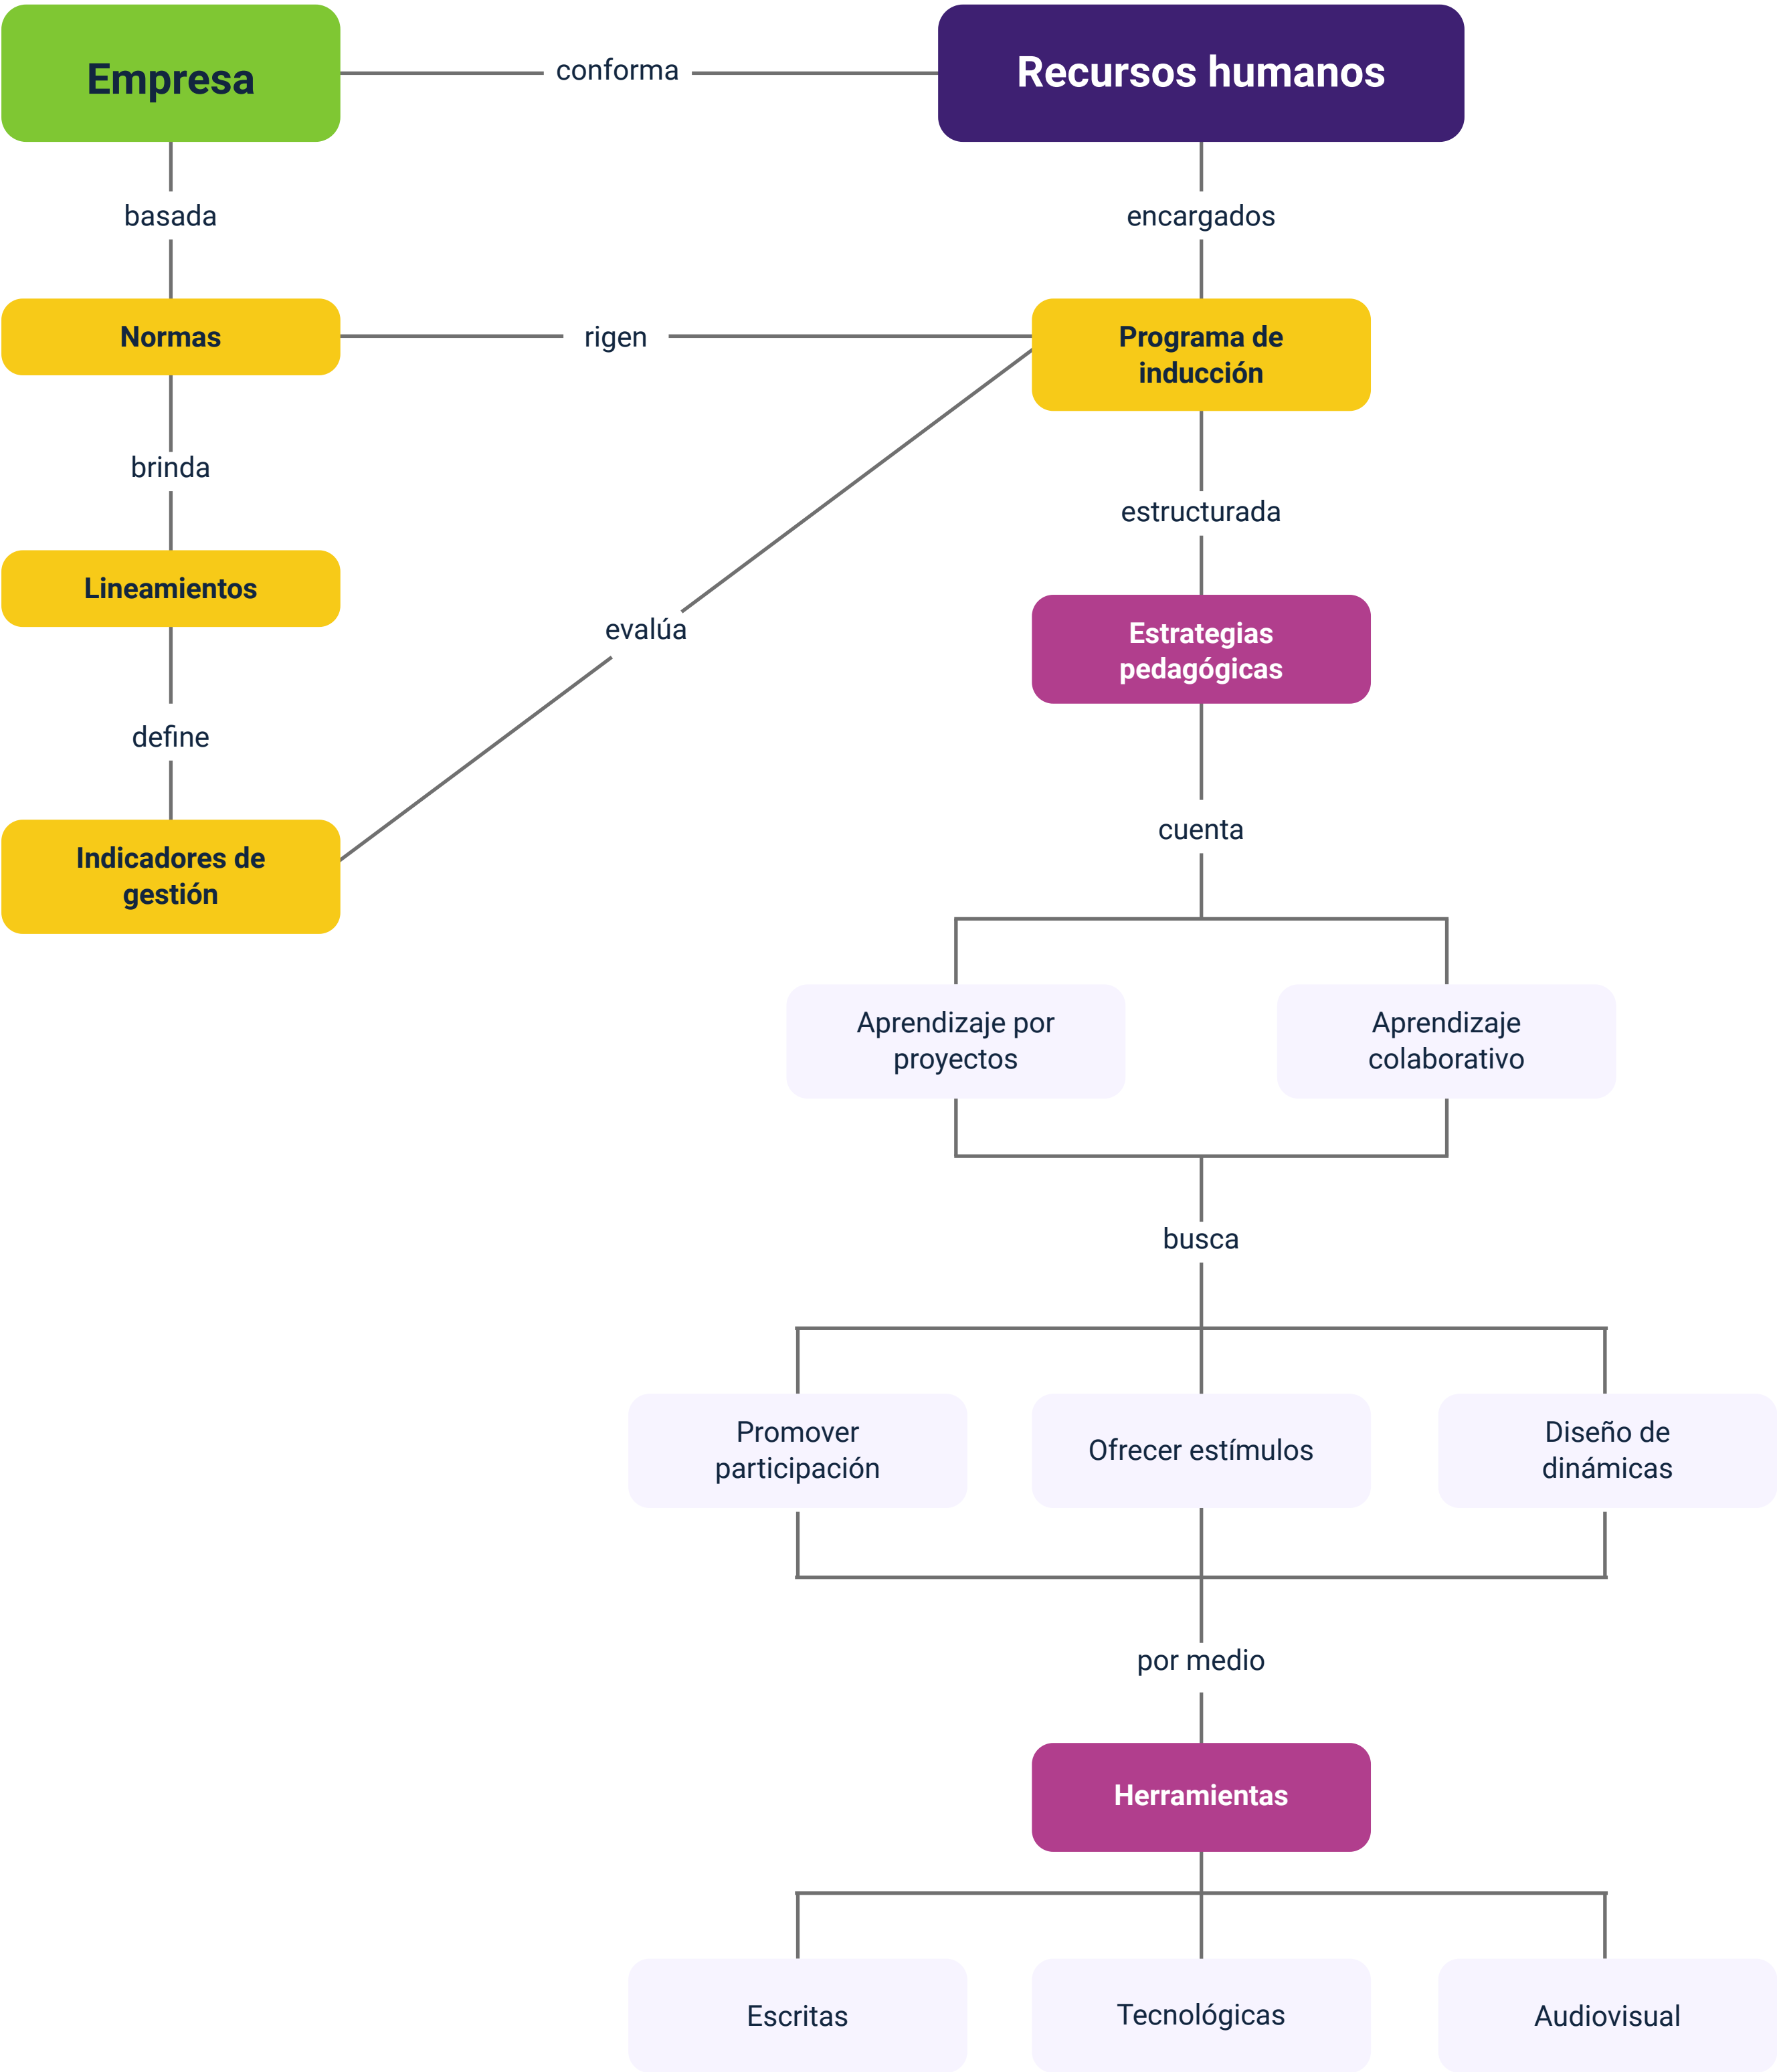 Empresa
conforma
Recursos humanos
basada
encargados
Normas
rigen
Programa de
inducción
brinda
estructurada
Lineamientos
evalúa
Estrategias
pedagógicas
define
cuenta
Indicadores de
gestión
Aprendizaje por
proyectos
Aprendizaje
colaborativo
busca
Promover
participación
Ofrecer estímulos
Diseño de
dinámicas
por medio
Herramientas
Escritas
Tecnológicas
Audiovisual